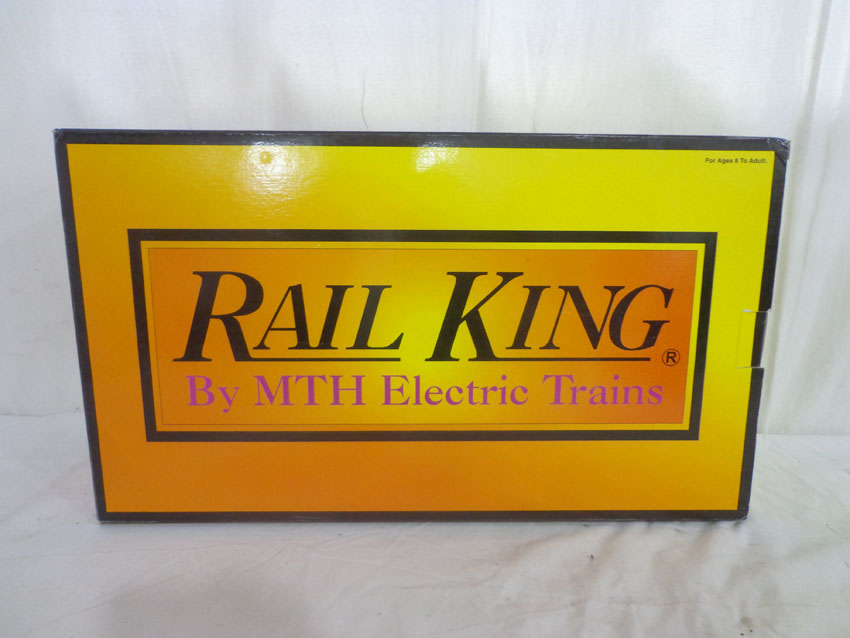 For Ages 8 To Adult.
RAIL KING ®
By MTH Electric Trains